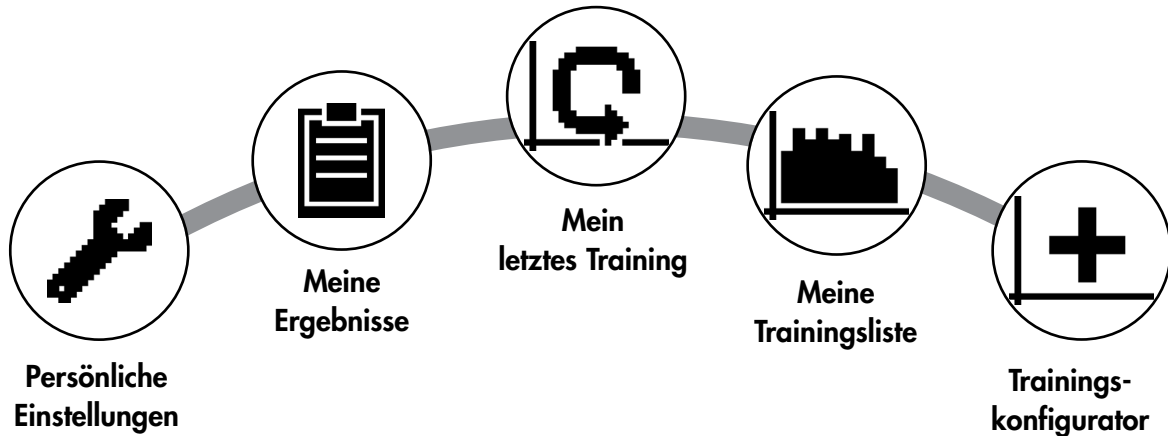 Persönliche
Einstellungen
Meine
Ergebnisse
Mein
letztes Training
Meine
Trainingsliste
Trainings-
konfigurator